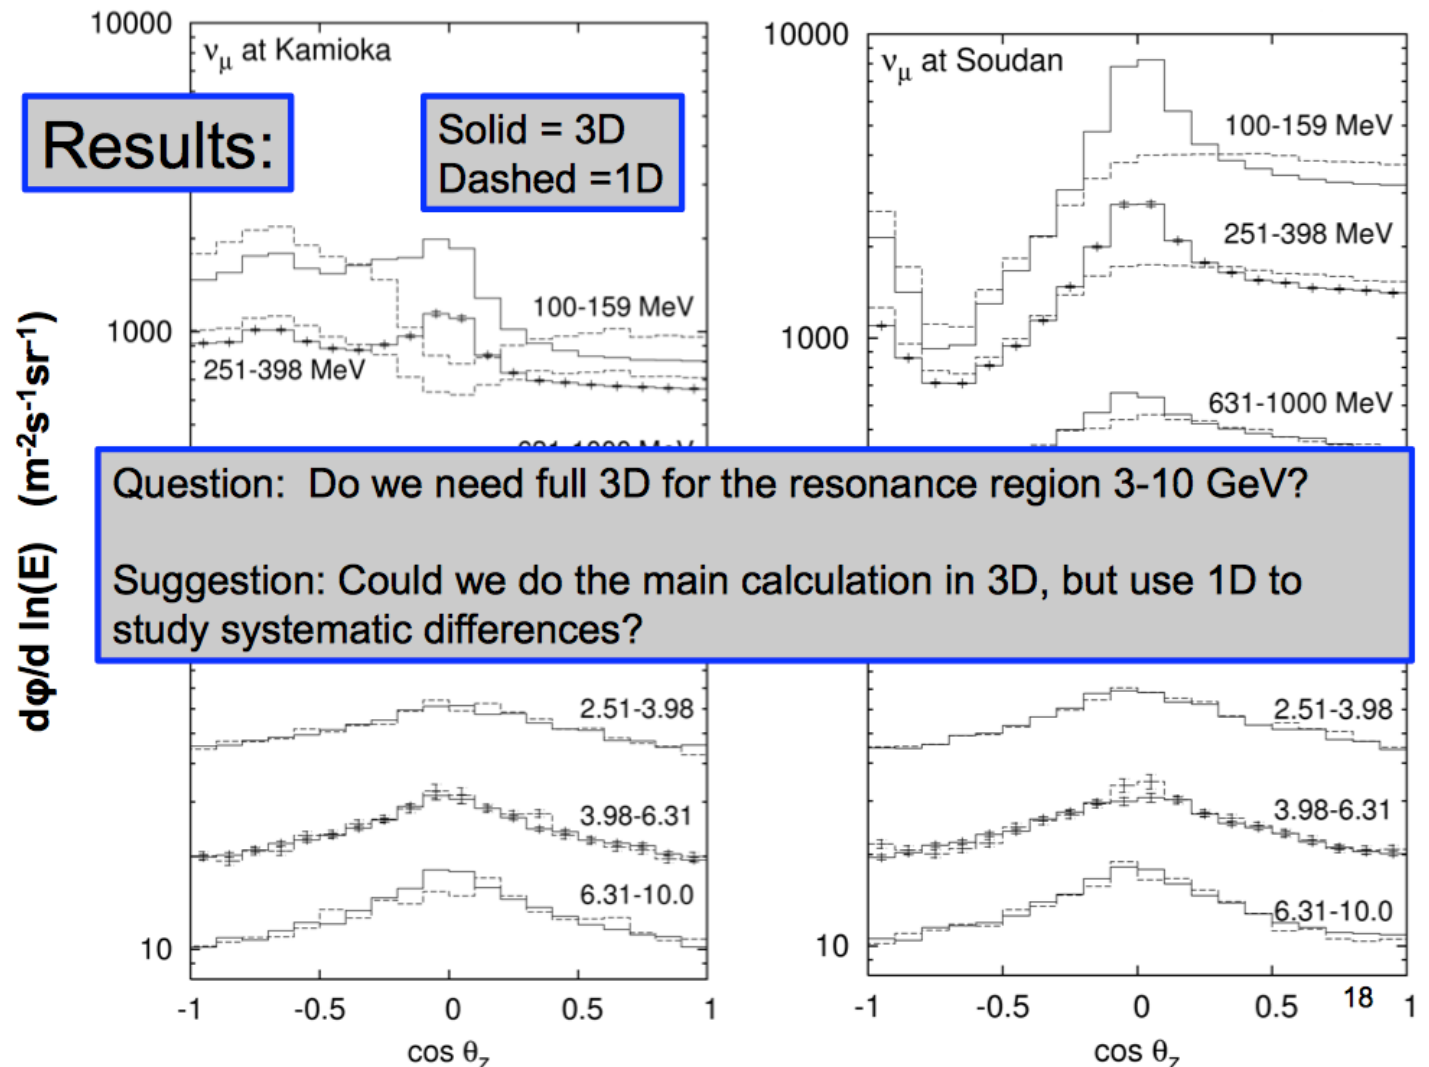 Results:
Solid = 3D
Dashed =1D
dφ/d ln(E) (m-2s-1sr-1)
10000
1000
10
νμ at Kamioka
100-159 MeV
251-398 MeV
2.51-3.98
3.98-6.31
6.31-10.0
-1
-0.5
0
0.5
1
cos θz
10000
1000
10
νμ at Soudan
100-159 MeV
251-398 MeV
631-1000 MeV
Question: Do we need full 3D for the resonance region 3-10 GeV?
Suggestion: Could we do the main calculation in 3D, but use 1D to
study systematic differences?
2.51-3.98
3.98-6.31
6.31-10.0
-1
-0.5
0
0.5
18
1
cos θz